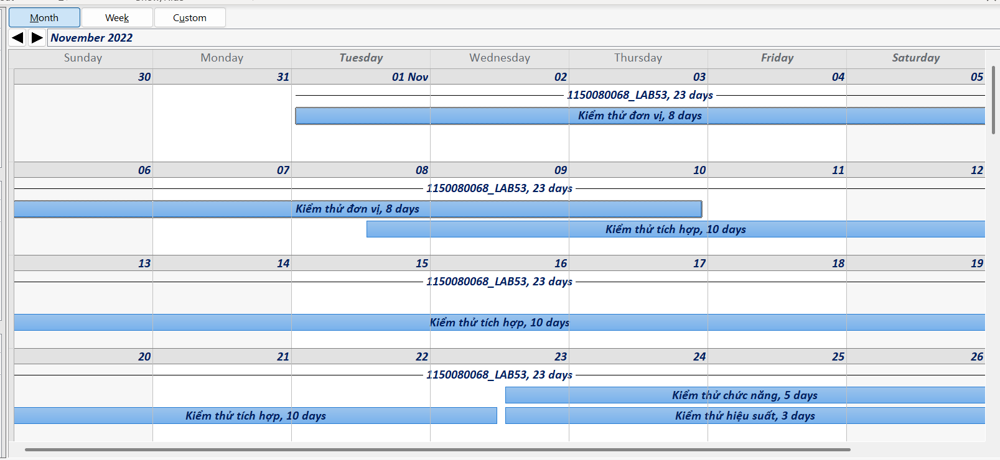 Month Week Custom
November 2022
Sunday Monday Tuesday Wednesday Thursday Friday Saturday
30 31 01 Nov 02 03 04 05
1150080068_LAB53, 23 days
Kiểm thử đơn vị, 8 days
06 07 08 09 10 11 12
1150080068_LAB53, 23 days
Kiểm thử đơn vị, 8 days
Kiểm thử tích hợp, 10 days
13 14 15 16 17 18 19
1150080068_LAB53, 23 days
Kiểm thử tích hợp, 10 days
20 21 22 23 24 25 26
1150080068_LAB53, 23 days
Kiểm thử chức năng, 5 days
Kiểm thử tích hợp, 10 days Kiểm thử hiệu suất, 3 days